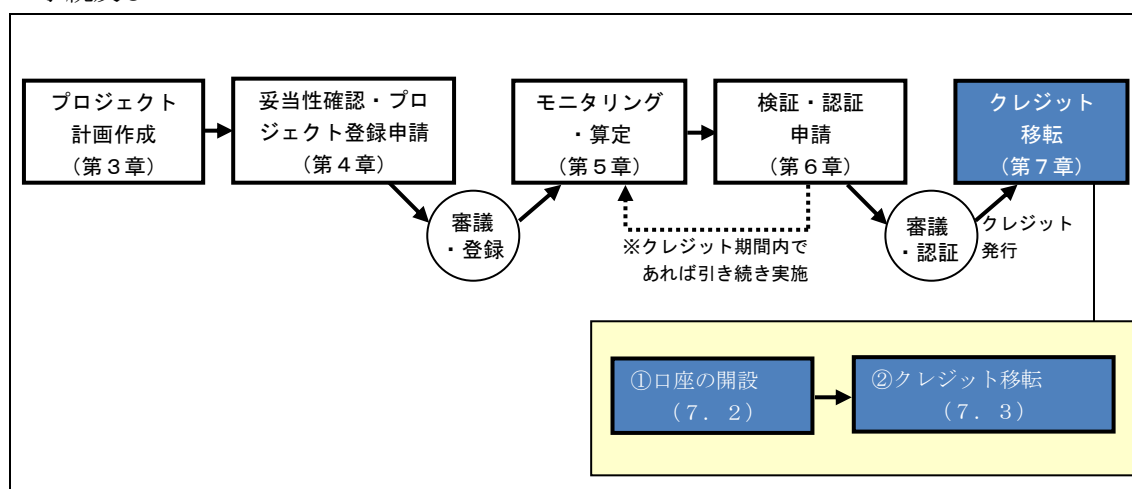 プロジェクト
計画作成
（第３章）
妥当性確認・プロ
ジェクト登録申請
（第４章）
モニタリング
・算定
（第５章）
検証・認証
申請
（第６章）
クレジット
移転
（第７章）
審議
・登録
※クレジット期間内で
あれば引き続き実施
審議
・認証
クレジット
発行
①口座の開設
（７．２）
②クレジット移転
（７．３）